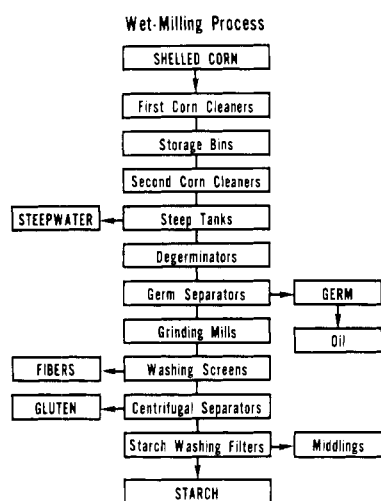 Wet-Milling Process
SHELLED CORN
First Corn Cleaners
Storage Bins
Second Corn Cleaners
STEEPWATER
Steep Tanks
Degerminators
Germ Separators
GERM
Grinding Mills
Oil
FIBERS
Washing Screens
GLUTEN
Centrifugal Separators
Starch Washing Filters
Middlings
STARCH